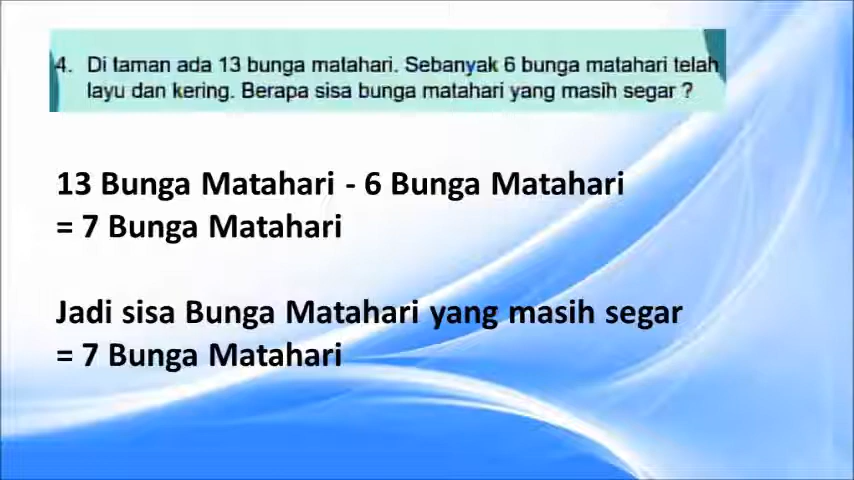 4. Di taman ada 13 bunga matahari. Sebanyak 6 bunga matahari telah
layu dan kering. Berapa sisa bunga matahari yang masih segar ?
13 Bunga Matahari - 6 Bunga Matahari
= 7 Bunga Matahari
Jadi sisa Bunga Matahari yang masih segar
= 7 Bunga Matahari